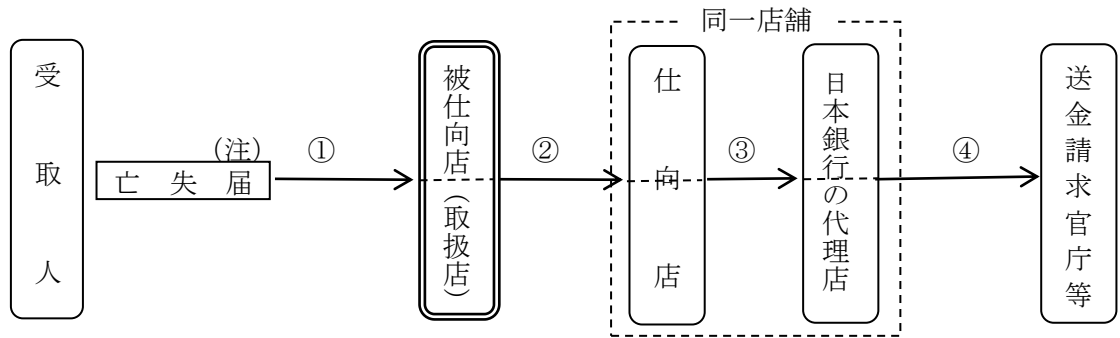 同一店舗
受取人
(注)
亡失届
①
被仕向店(取扱店)
②
仕向店
③
日本銀行の代理店
④
送金請求官庁等